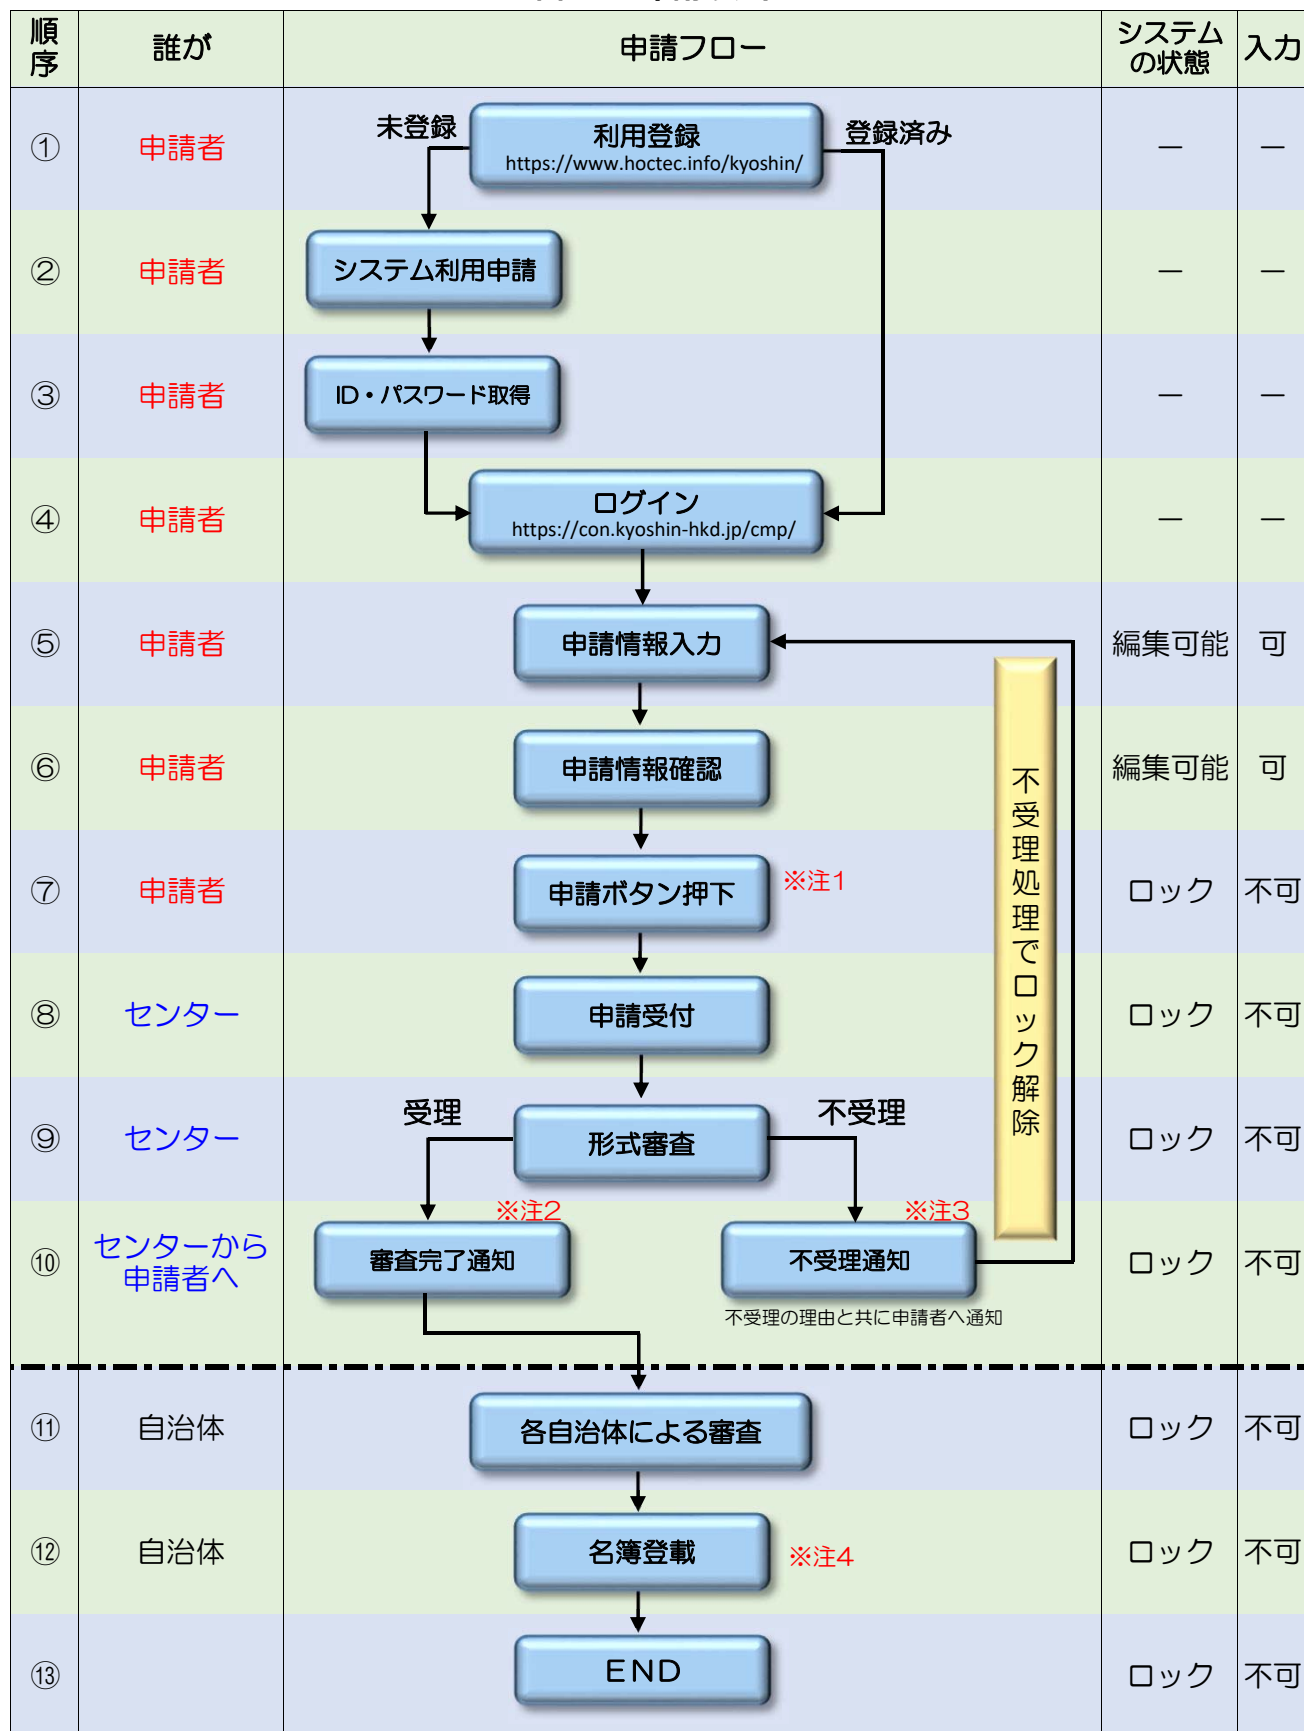 順序 誰が 申請フロー システムの状態 入力
① 申請者 未登録 利用登録 登録済み － －
https://www.hoctec.info/kyoshin/
② 申請者 システム利用申請 － －
③ 申請者 ID・パスワード取得 － －
④ 申請者 ログイン － －
https://con.kyoshin-hkd.jp/cmp/
⑤ 申請者 申請情報入力 編集可能 可
⑥ 申請者 申請情報確認 編集可能 可
⑦ 申請者 申請ボタン押下 ※注1 ロック 不可
不受理処理でロック解除
⑧ センター 申請受付 ロック 不可
⑨ センター 受理 形式審査 不受理 ロック 不可
※注2 ※注3
⑩ センターから申請者へ 審査完了通知 不受理通知 ロック 不可
不受理の理由と共に申請者へ通知
⑪ 自治体 各自治体による審査 ロック 不可
⑫ 自治体 名簿登載 ※注4 ロック 不可
⑬ END ロック 不可